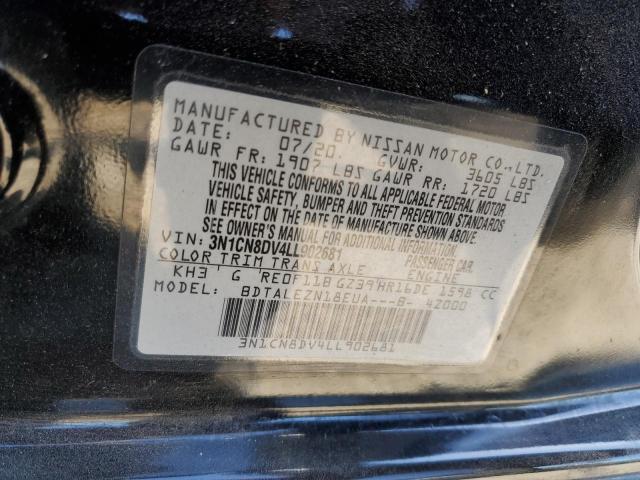 MANUFACTURED BY NISSAN MOTOR CO.,LTD.
DATE: 07/20. GVWR: 3605 LBS
GAWR FR: 1907 LBS GAWR RR: 1720 LBS
THIS VEHICLE CONFORMS TO ALL APPLICABLE FEDERAL MOTOR
VEHICLE SAFETY, BUMPER AND THEFT PREVENTION STANDARDS
IN EFFECT ON THE DATE OF MANUFACTURE SHOWN ABOVE.
SEE OWNER'S MANUAL FOR ADDITIONAL INFORMATION
VIN: 3N1CN8DV4LL902681 PASSENGER CAR.
COLOR TRIM TRANS AXLE ENGINE
KH3 G RE0F11B GZ39 HR16DE 1598 CC
MODEL: BDTALEZN18EUA---B- 42000
3N1CN8DV4LL902681